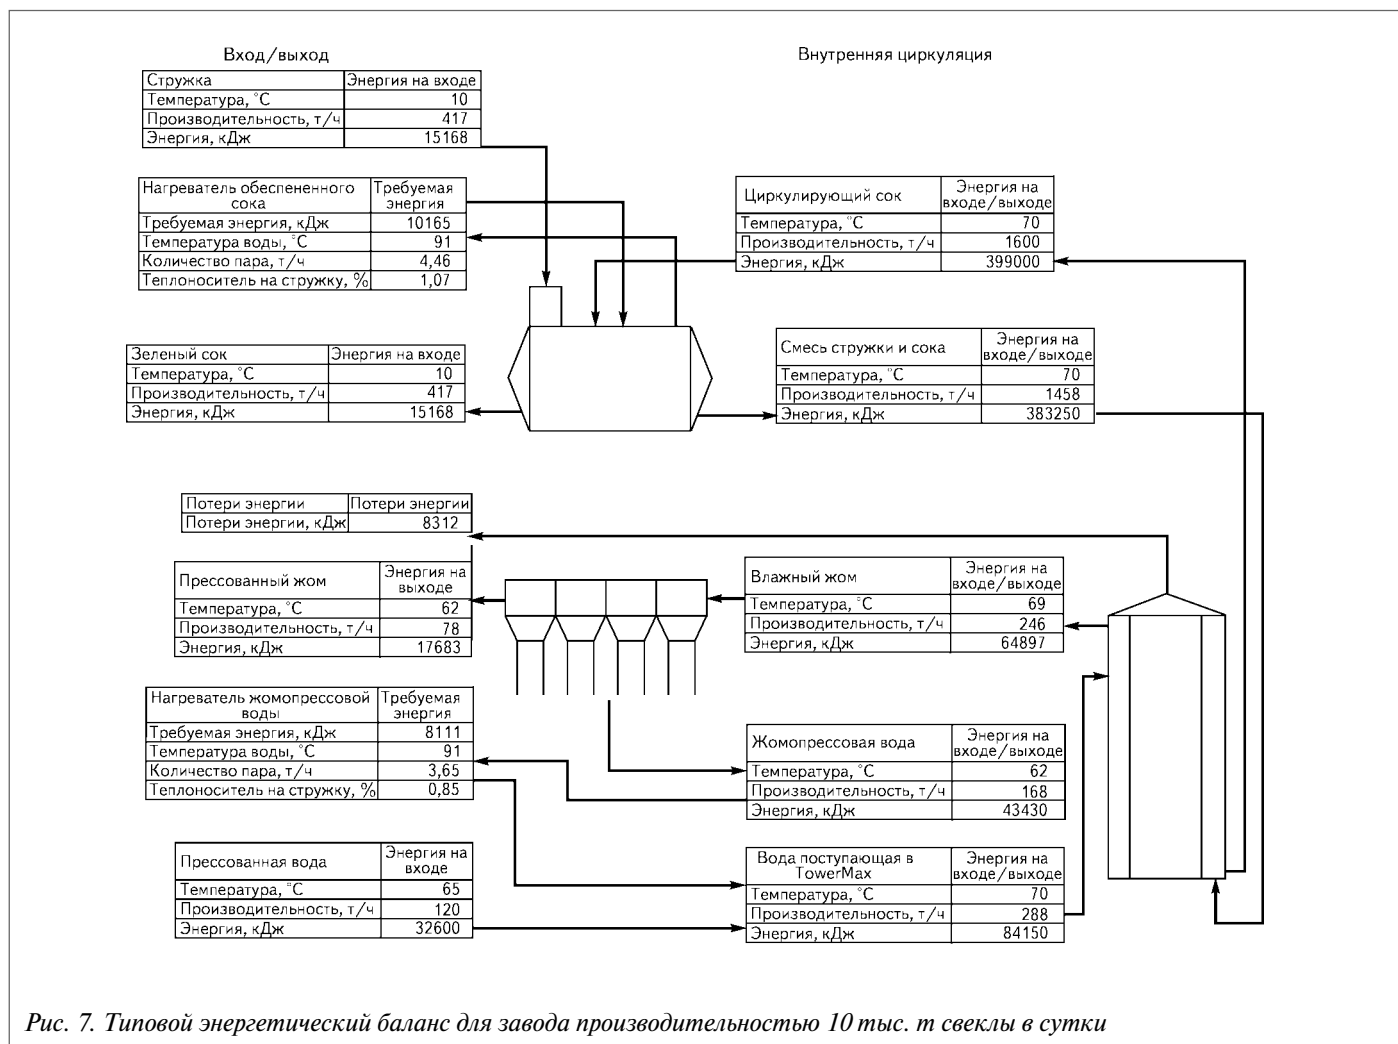 Вход/выход
Внутренняя циркуляция
Стружка Энергия на входе
Температура, °С 10
Производительность, т/ч 417
Энергия, кДж 15168
Нагреватель обеспененного сока Требуемая энергия
Требуемая энергия, кДж 10165
Температура воды, °С 91
Количество пара, т/ч 4,46
Теплоноситель на стружку, % 1,07
Циркулирующий сок Энергия на входе/выходе
Температура, °С 70
Производительность, т/ч 1600
Энергия, кДж 399000
Зеленый сок Энергия на входе
Температура, °С 10
Производительность, т/ч 417
Энергия, кДж 15168
Смесь стружки и сока Энергия на входе/выходе
Температура, °С 70
Производительность, т/ч 1458
Энергия, кДж 383250
Потери энергии Потери энергии
Потери энергии, кДж 8312
Прессованный жом Энергия на выходе
Температура, °С 62
Производительность, т/ч 78
Энергия, кДж 17683
Влажный жом Энергия на входе/выходе
Температура, °С 69
Производительность, т/ч 246
Энергия, кДж 64897
Нагреватель жомопрессовой воды Требуемая энергия
Требуемая энергия, кДж 8111
Температура воды, °С 91
Количество пара, т/ч 3,65
Теплоноситель на стружку, % 0,85
Жомопрессовая вода Энергия на входе/выходе
Температура, °С 62
Производительность, т/ч 168
Энергия, кДж 43430
Прессованная вода Энергия на входе
Температура, °С 65
Производительность, т/ч 120
Энергия, кДж 32600
Вода поступающая в TowerMax Энергия на входе/выходе
Температура, °С 70
Производительность, т/ч 288
Энергия, кДж 84150
Рис. 7. Типовой энергетический баланс для завода производительностью 10 тыс. т свеклы в сутки